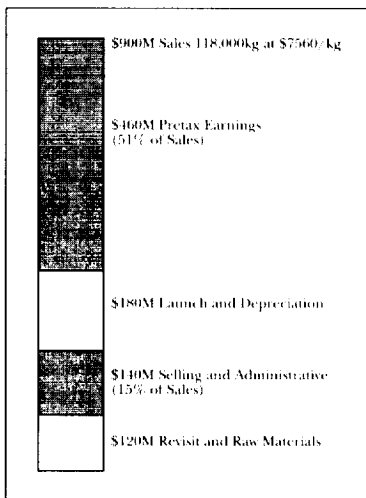 $900M Sales 118,000kg at $7560/kg
$460M Pretax Earnings
(51% of Sales)
$180M Launch and Depreciation
$140M Selling and Administrative
(15% of Sales)
$120M Revisit and Raw Materials